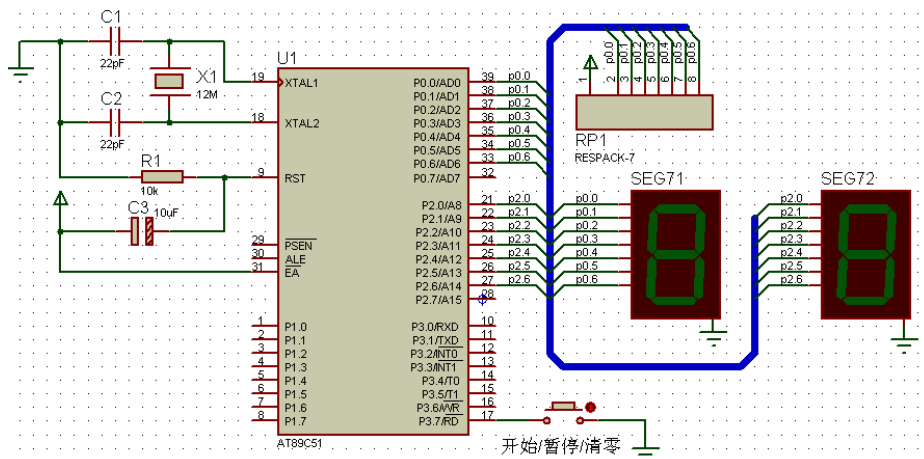 C1
22pF
X1
12M
C2
22pF
R1
10k
C3
10uF
U1
19 XTAL1
18 XTAL2
9 RST
29 PSEN
30 ALE
31 EA
1 P1.0
2 P1.1
3 P1.2
4 P1.3
5 P1.4
6 P1.5
7 P1.6
8 P1.7
P0.0/AD0 39 p0.0
P0.1/AD1 38 p0.1
P0.2/AD2 37 p0.2
P0.3/AD3 36 p0.3
P0.4/AD4 35 p0.4
P0.5/AD5 34 p0.5
P0.6/AD6 33 p0.6
P0.7/AD7 32
P2.0/A8 21 p2.0
P2.1/A9 22 p2.1
P2.2/A10 23 p2.2
P2.3/A11 24 p2.3
P2.4/A12 25 p2.4
P2.5/A13 26 p2.5
P2.6/A14 27 p2.6
P2.7/A15 28
P3.0/RXD 10
P3.1/TXD 11
P3.2/INT0 12
P3.3/INT1 13
P3.4/T0 14
P3.5/T1 15
P3.6/WR 16
P3.7/RD 17
AT89C51
p0.0 p0.1 p0.2 p0.3 p0.4 p0.5 p0.6
1 2 3 4 5 6 7 8
RP1
RESPACK-7
SEG71
p0.0
p0.1
p0.2
p0.3
p0.4
p0.5
p0.6
SEG72
p2.0
p2.1
p2.2
p2.3
p2.4
p2.5
p2.6
开始/暂停/清零